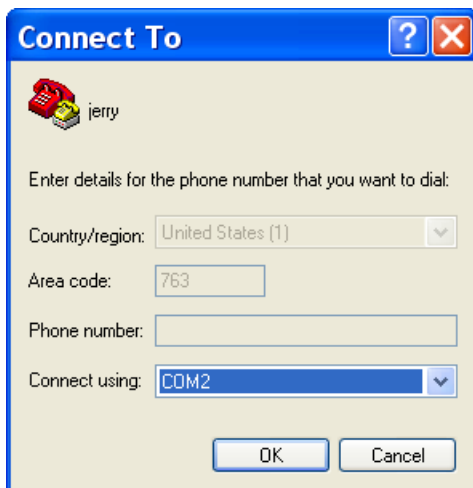 Connect To
jerry
Enter details for the phone number that you want to dial:
Country/region: United States (1)
Area code: 763
Phone number:
Connect using: COM2
OK Cancel